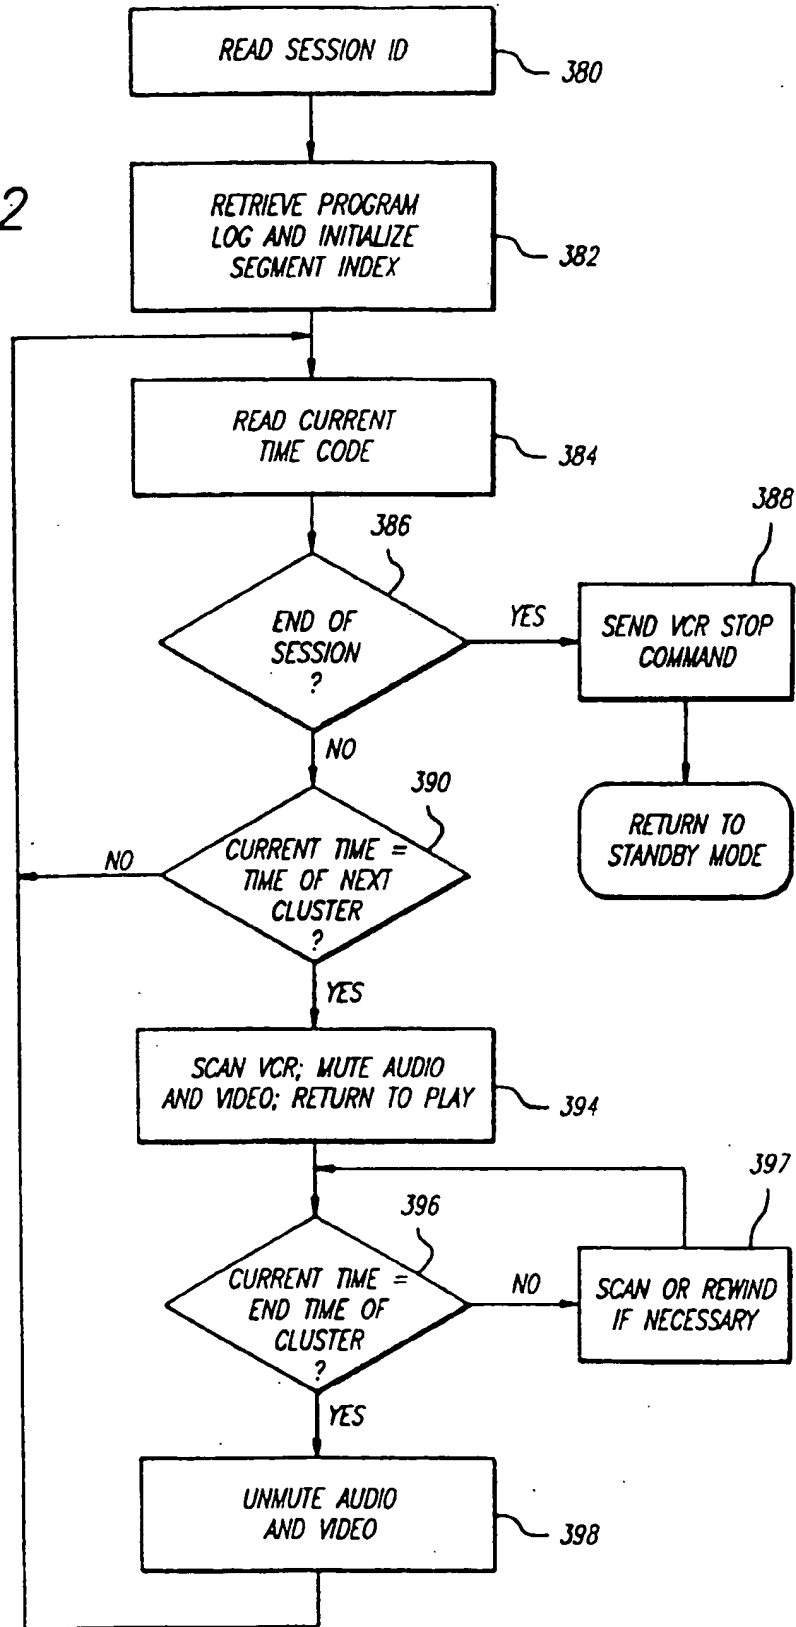 READ SESSION ID
380
2
RETRIEVE PROGRAM
LOG AND INITIALIZE
SEGMENT INDEX
382
READ CURRENT
TIME CODE
384
386
END OF
SESSION
?
YES
388
SEND VCR STOP
COMMAND
NO
RETURN TO
STANDBY MODE
390
CURRENT TIME =
TIME OF NEXT
CLUSTER
?
NO
YES
SCAN VCR; MUTE AUDIO
AND VIDEO; RETURN TO PLAY
394
396
CURRENT TIME =
END TIME OF
CLUSTER
?
NO
397
SCAN OR REWIND
IF NECESSARY
YES
UNMUTE AUDIO
AND VIDEO
398